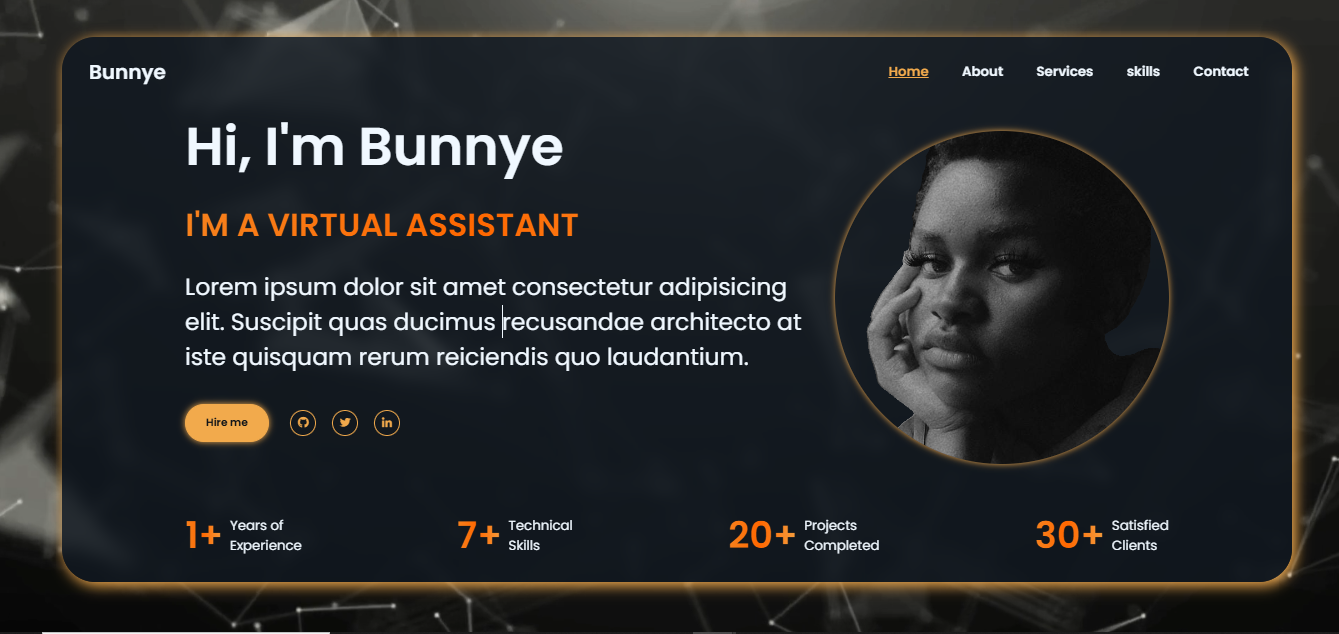 Bunnye
Home About Services skills Contact
Hi, I'm Bunnye
I'M A VIRTUAL ASSISTANT
Lorem ipsum dolor sit amet consectetur adipisicing
elit. Suscipit quas ducimus recusandae architecto at
iste quisquam rerum reiciendis quo laudantium.
Hire me
in
1+ Years of
Experience
7+ Technical
Skills
20+ Projects
Completed
30+ Satisfied
Clients